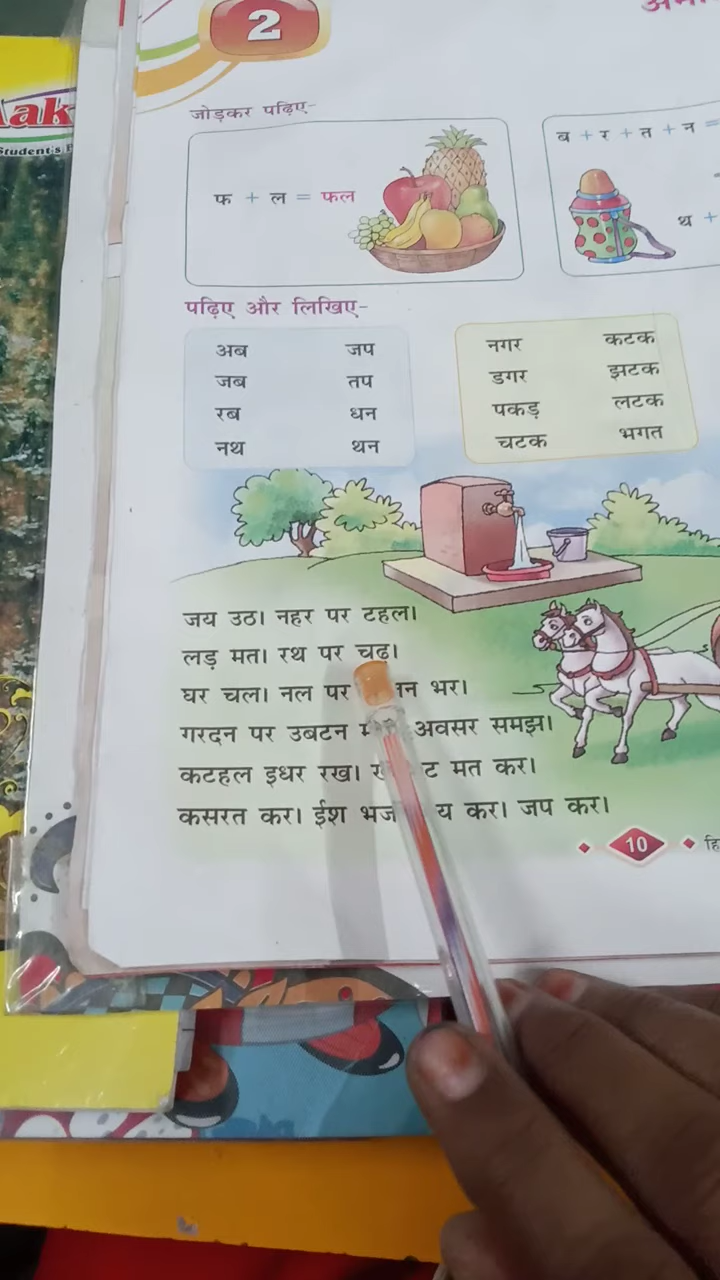 2
जोड़कर पढ़िए-
फ + ल = फल
ब + र + त + न =
थ +
पढ़िए और लिखिए-
अब जप
जब तप
रब धन
नथ थन
नगर कटक
डगर झटक
पकड़ लटक
चटक भगत
जय उठ। नहर पर टहल।
लड़ मत। रथ पर चढ़।
घर चल। नल पर भर।
गरदन पर उबटन अवसर समझ।
कटहल इधर रख। मत कर।
कसरत कर। ईश कर। जप कर।
10
Student's